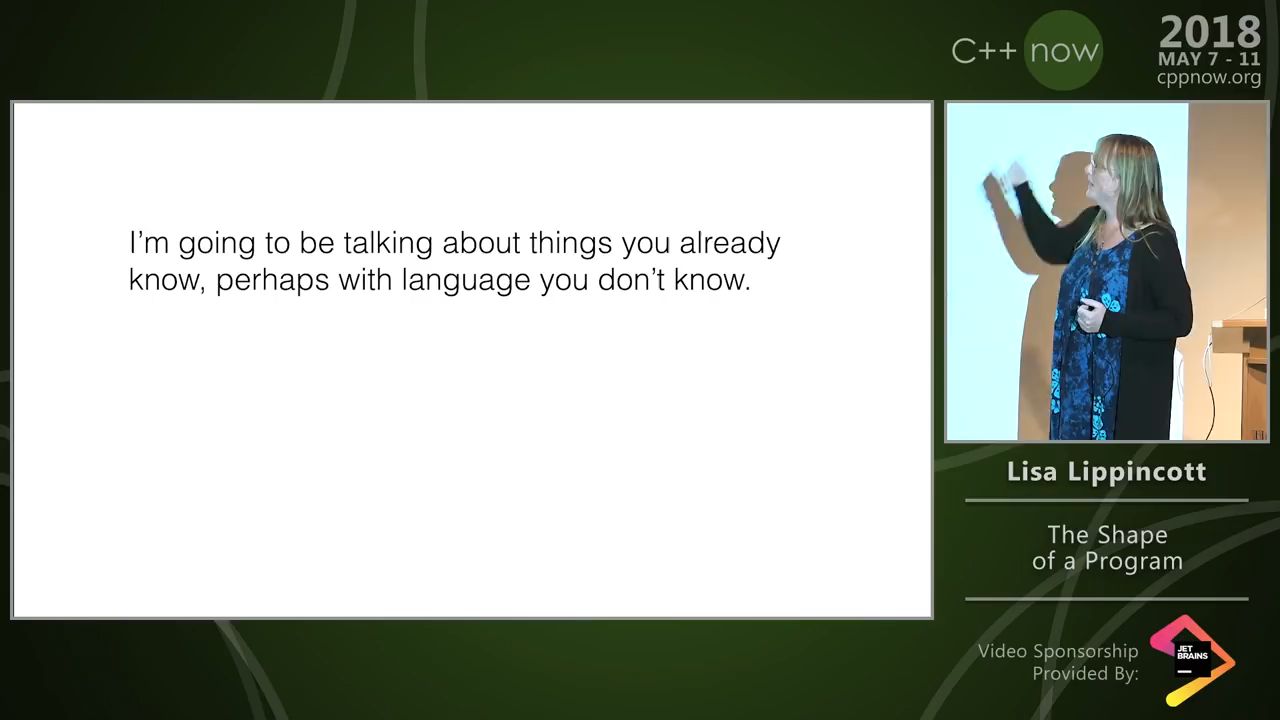 C++ now
2018
MAY 7 - 11
cppnow.org
I'm going to be talking about things you already
know, perhaps with language you don't know.
Lisa Lippincott
The Shape
of a Program
Video Sponsorship
Provided By:
JET
BRAINS